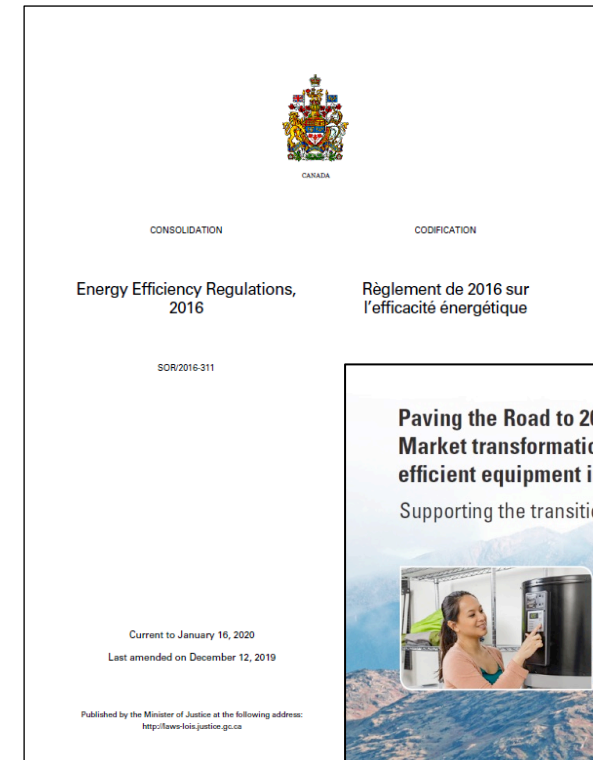 CANADA
CONSOLIDATION
Energy Efficiency Regulations,
2016
SOR/2016-311
CODIFICATION
Règlement de 2016 sur
l'efficacité énergétique
Current to January 16, 2020
Last amended on December 12, 2019
Published by the Minister of Justice at the following address:
http://laws-lois.justice.gc.ca
Paving the Road to 20
Market transformatio
efficient equipment i
Supporting the transiti